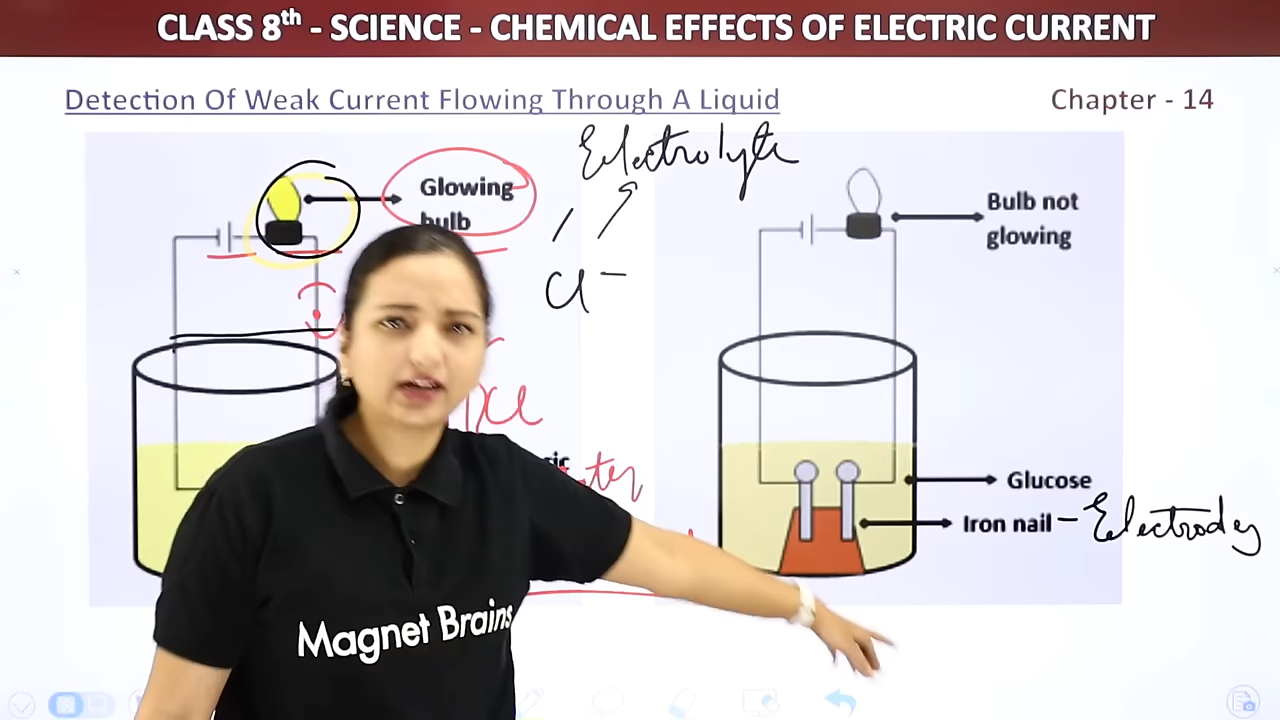 CLASS 8th - SCIENCE - CHEMICAL EFFECTS OF ELECTRIC CURRENT
Detection Of Weak Current Flowing Through A Liquid
Chapter - 14
Electrolyte
Glowing
bulb
Cl⁻
Bulb not
glowing
Glucose
Iron nail - Electrodes
Magnet Brains